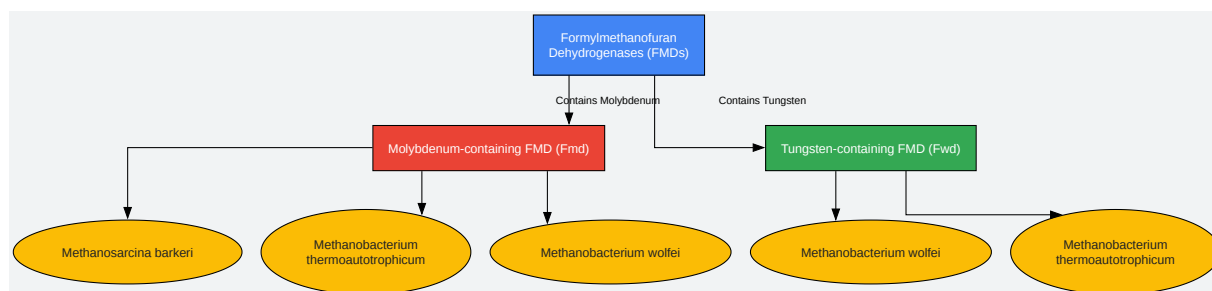 Formylmethanofuran
Dehydrogenases (FMDs)
Contains Molybdenum
Contains Tungsten
Molybdenum-containing FMD (Fmd)
Tungsten-containing FMD (Fwd)
Methanosarcina barkeri
Methanobacterium
thermoautotrophicum
Methanobacterium wolfei
Methanobacterium wolfei
Methanobacterium
thermoautotrophicum